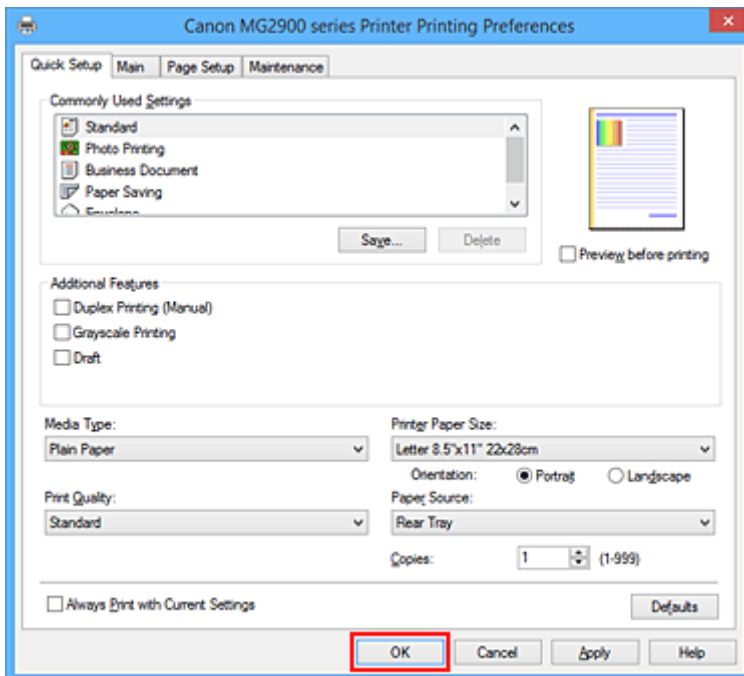 Canon MG2900 series Printer Printing Preferences
Quick Setup Main Page Setup Maintenance
Commonly Used Settings
Standard
Photo Printing
Business Document
Paper Saving
Envelope
Save... Delete
Preview before printing
Additional Features
Duplex Printing (Manual)
Grayscale Printing
Draft
Media Type: Printer Paper Size:
Plain Paper Letter 8.5"x11" 22x28cm
Orientation: Portrait Landscape
Print Quality: Paper Source:
Standard Rear Tray
Copies: 1 (1-999)
Always Print with Current Settings Defaults
OK Cancel Apply Help